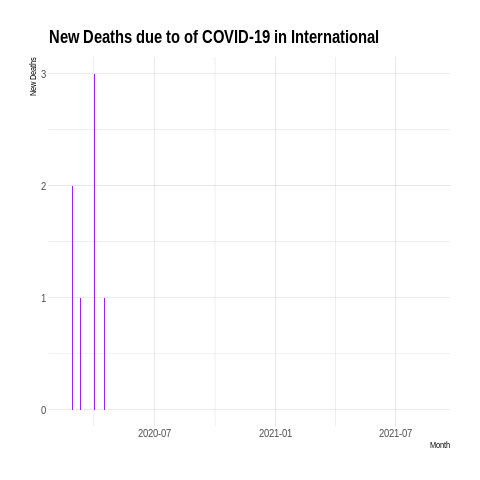 New Deaths due to of COVID-19 in International
New Deaths
3
2
1
0
2020-07
2021-01
2021-07
Month